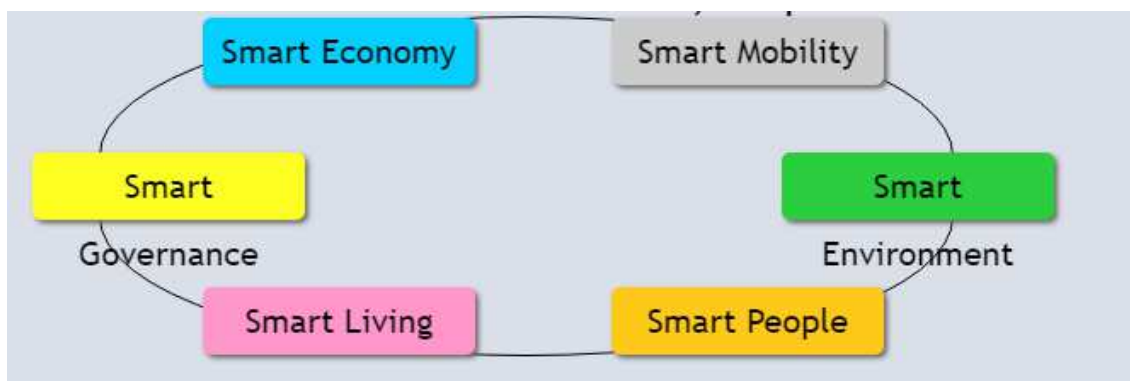 Smart Economy
Smart Mobility
Smart
Governance
Smart
Environment
Smart Living
Smart People